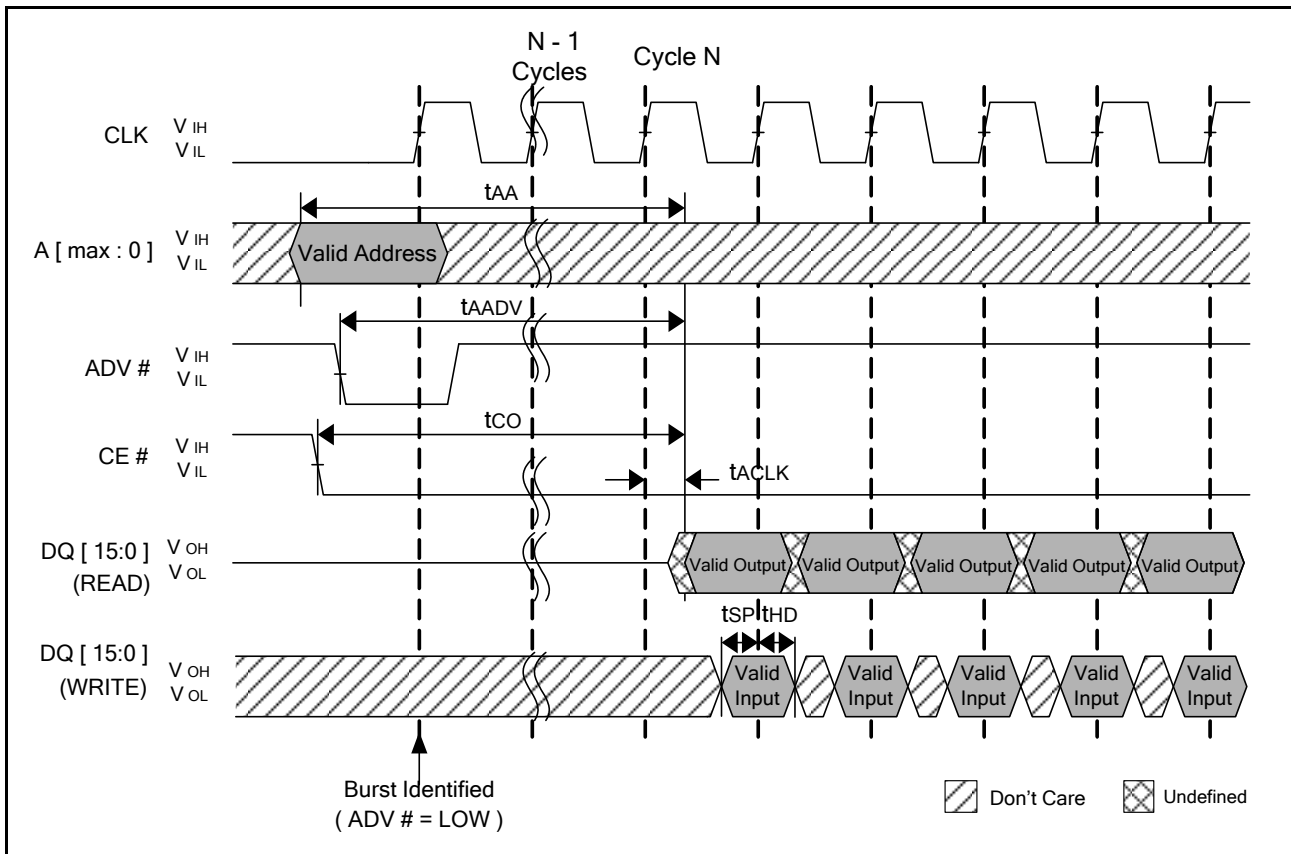 N - 1
Cycles
Cycle N
CLK
V IH
V IL
tAA
A [ max : 0 ]
V IH
V IL
Valid Address
tAADV
ADV #
V IH
V IL
tCO
CE #
V IH
V IL
tACLK
DQ [ 15:0 ]
(READ)
V OH
V OL
Valid Output
Valid Output
Valid Output
Valid Output
Valid Output
tSP
tHD
DQ [ 15:0 ]
(WRITE)
V OH
V OL
Valid
Input
Valid
Input
Valid
Input
Valid
Input
Valid
Input
Burst Identified
( ADV # = LOW )
Don't Care
Undefined